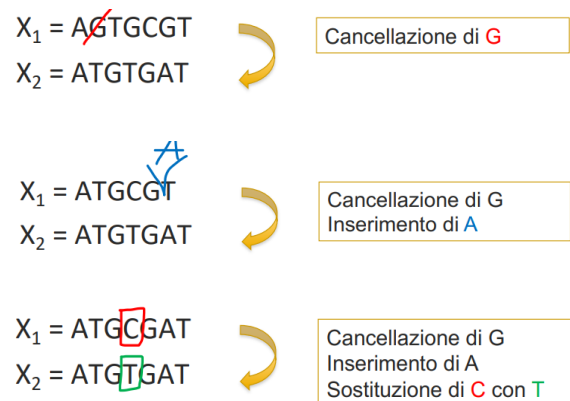 X₁ = AGTGCGT
Cancellazione di G
X₂ = ATGTGAT
A
X₁ = ATGCGT
Cancellazione di G
Inserimento di A
X₂ = ATGTGAT
X₁ = ATGCGAT
Cancellazione di G
Inserimento di A
X₂ = ATGTGAT
Sostituzione di C con T